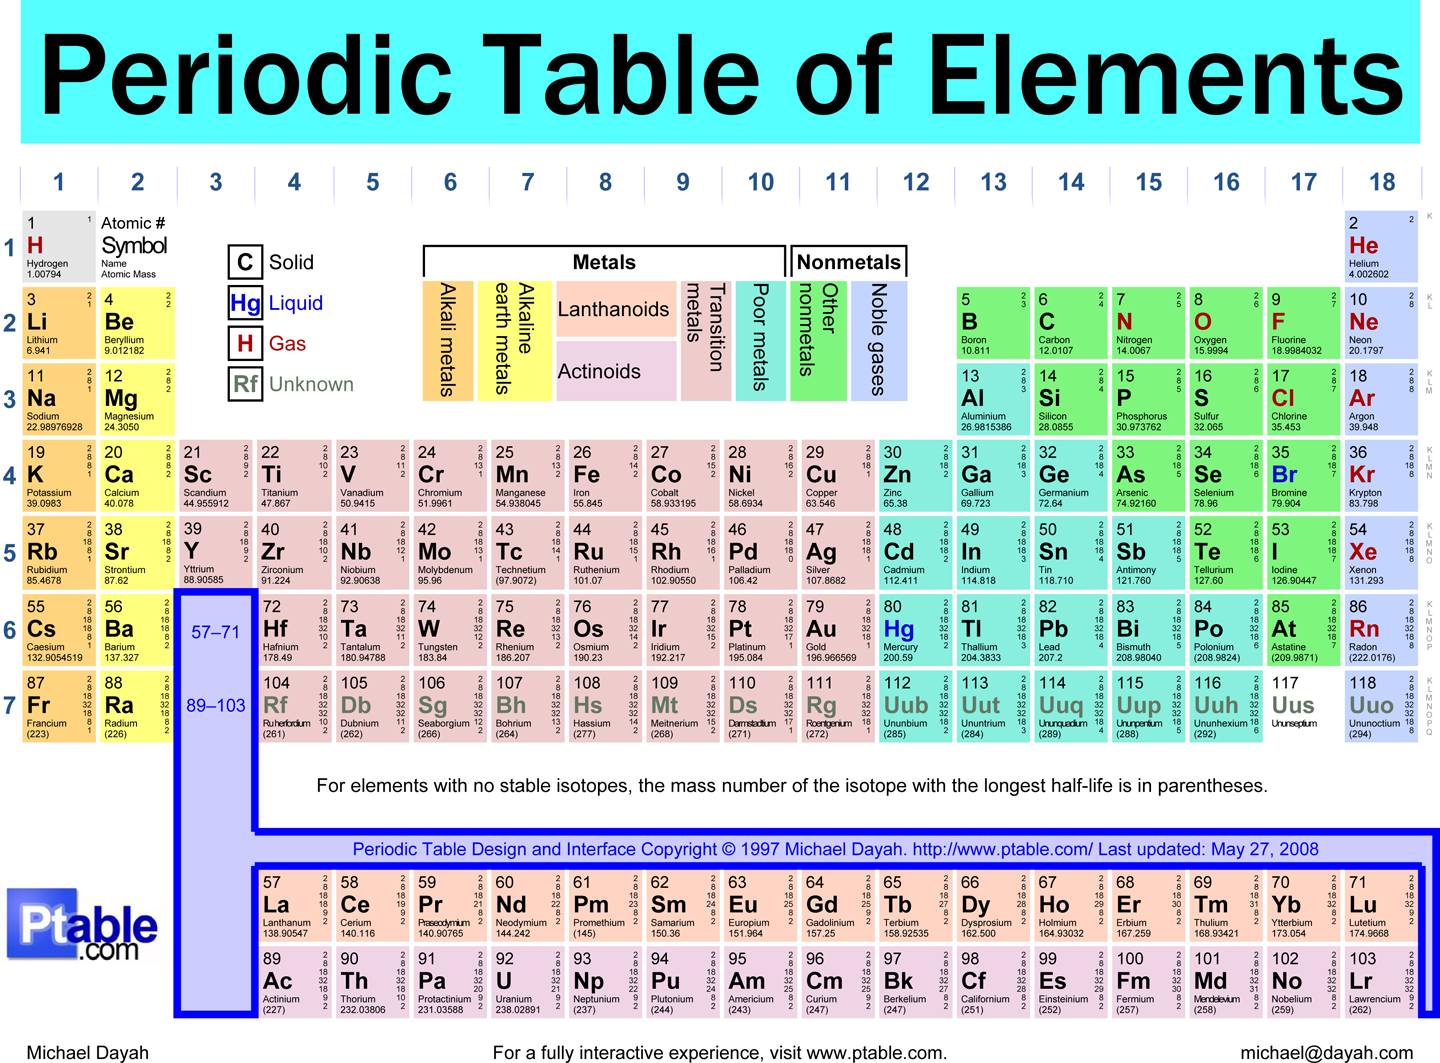 Periodic Table of Elements
1 2 3 4 5 6 7 8 9 10 11 12 13 14 15 16 17 18
1
1 H Hydrogen 1.00794
Atomic #
Symbol
Name
Atomic Mass
C Solid
Hg Liquid
H Gas
Rf Unknown
Metals
Nonmetals
Alkali metals
Alkaline earth metals
Lanthanoids
Actinoids
Transition metals
Poor metals
Other nonmetals
Noble gases
2 He Helium 4.002602
2
3 Li Lithium 6.941
4 Be Beryllium 9.012182
5 B Boron 10.811
6 C Carbon 12.0107
7 N Nitrogen 14.0067
8 O Oxygen 15.9994
9 F Fluorine 18.9984032
10 Ne Neon 20.1797
3
11 Na Sodium 22.98976928
12 Mg Magnesium 24.3050
13 Al Aluminium 26.9815386
14 Si Silicon 28.0855
15 P Phosphorus 30.973762
16 S Sulfur 32.065
17 Cl Chlorine 35.453
18 Ar Argon 39.948
4
19 K Potassium 39.0983
20 Ca Calcium 40.078
21 Sc Scandium 44.955912
22 Ti Titanium 47.867
23 V Vanadium 50.9415
24 Cr Chromium 51.9961
25 Mn Manganese 54.938045
26 Fe Iron 55.845
27 Co Cobalt 58.933195
28 Ni Nickel 58.6934
29 Cu Copper 63.546
30 Zn Zinc 65.38
31 Ga Gallium 69.723
32 Ge Germanium 72.64
33 As Arsenic 74.92160
34 Se Selenium 78.96
35 Br Bromine 79.904
36 Kr Krypton 83.798
5
37 Rb Rubidium 85.4678
38 Sr Strontium 87.62
39 Y Yttrium 88.90585
40 Zr Zirconium 91.224
41 Nb Niobium 92.90638
42 Mo Molybdenum 95.96
43 Tc Technetium (97.9072)
44 Ru Ruthenium 101.07
45 Rh Rhodium 102.90550
46 Pd Palladium 106.42
47 Ag Silver 107.8682
48 Cd Cadmium 112.411
49 In Indium 114.818
50 Sn Tin 118.710
51 Sb Antimony 121.760
52 Te Tellurium 127.60
53 I Iodine 126.90447
54 Xe Xenon 131.293
6
55 Cs Caesium 132.9054519
56 Ba Barium 137.327
57–71
72 Hf Hafnium 178.49
73 Ta Tantalum 180.94788
74 W Tungsten 183.84
75 Re Rhenium 186.207
76 Os Osmium 190.23
77 Ir Iridium 192.217
78 Pt Platinum 195.084
79 Au Gold 196.966569
80 Hg Mercury 200.59
81 Tl Thallium 204.3833
82 Pb Lead 207.2
83 Bi Bismuth 208.98040
84 Po Polonium (208.9824)
85 At Astatine (209.9871)
86 Rn Radon (222.0176)
7
87 Fr Francium (223)
88 Ra Radium (226)
89–103
104 Rf Ruherfordium (261)
105 Db Dubnium (262)
106 Sg Seaborgium (266)
107 Bh Bohrium (264)
108 Hs Hassium (277)
109 Mt Meitnerium (268)
110 Ds Darmstadtium (271)
111 Rg Roentgenium (272)
112 Uub Ununbium (285)
113 Uut Ununtrium (284)
114 Uuq Ununquadium (289)
115 Uup Ununpentium (288)
116 Uuh Ununhexium (292)
117 Uus Ununseptium
118 Uuo Ununoctium (294)
For elements with no stable isotopes, the mass number of the isotope with the longest half-life is in parentheses.
Periodic Table Design and Interface Copyright © 1997 Michael Dayah. http://www.ptable.com/ Last updated: May 27, 2008
57 La Lanthanum 138.90547
58 Ce Cerium 140.116
59 Pr Praseodymium 140.90765
60 Nd Neodymium 144.242
61 Pm Promethium (145)
62 Sm Samarium 150.36
63 Eu Europium 151.964
64 Gd Gadolinium 157.25
65 Tb Terbium 158.92535
66 Dy Dysprosium 162.500
67 Ho Holmium 164.93032
68 Er Erbium 167.259
69 Tm Thulium 168.93421
70 Yb Ytterbium 173.054
71 Lu Lutetium 174.9668
89 Ac Actinium (227)
90 Th Thorium 232.03806
91 Pa Protactinium 231.03588
92 U Uranium 238.02891
93 Np Neptunium (237)
94 Pu Plutonium (244)
95 Am Americium (243)
96 Cm Curium (247)
97 Bk Berkelium (247)
98 Cf Californium (251)
99 Es Einsteinium (252)
100 Fm Fermium (257)
101 Md Mendelevium (258)
102 No Nobelium (259)
103 Lr Lawrencium (262)
Ptable
.com
Michael Dayah
For a fully interactive experience, visit www.ptable.com.
michael@dayah.com